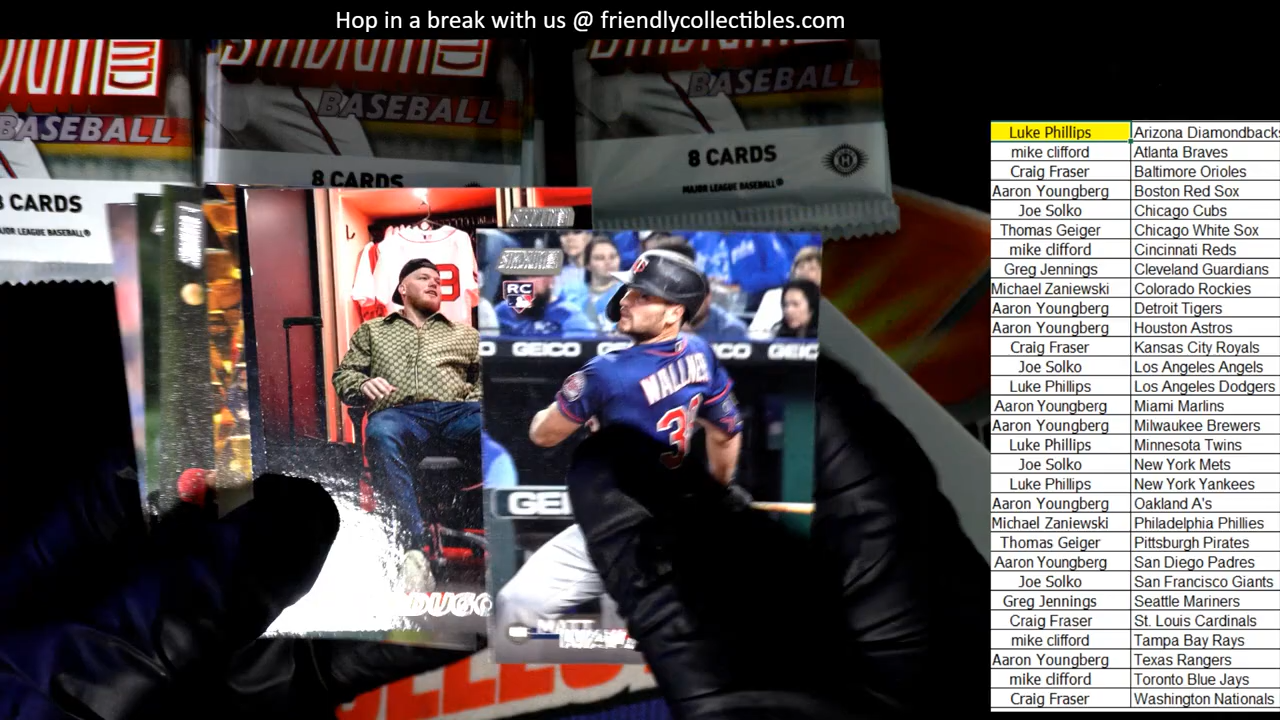 Hop in a break with us @ friendlycollectibles.com
BASEBALL
BASEBALL
BASEBALL
8 CARDS
8 CARDS
8 CARDS
MAJOR LEAGUE BASEBALL®
MAJOR LEAGUE BASEBALL®
RC
GEICO
WALLNER
GEI
MATT
Luke Phillips Arizona Diamondbacks
mike clifford Atlanta Braves
Craig Fraser Baltimore Orioles
Aaron Youngberg Boston Red Sox
Joe Solko Chicago Cubs
Thomas Geiger Chicago White Sox
mike clifford Cincinnati Reds
Greg Jennings Cleveland Guardians
Michael Zaniewski Colorado Rockies
Aaron Youngberg Detroit Tigers
Aaron Youngberg Houston Astros
Craig Fraser Kansas City Royals
Joe Solko Los Angeles Angels
Luke Phillips Los Angeles Dodgers
Aaron Youngberg Miami Marlins
Aaron Youngberg Milwaukee Brewers
Luke Phillips Minnesota Twins
Joe Solko New York Mets
Luke Phillips New York Yankees
Aaron Youngberg Oakland A's
Michael Zaniewski Philadelphia Phillies
Thomas Geiger Pittsburgh Pirates
Aaron Youngberg San Diego Padres
Joe Solko San Francisco Giants
Greg Jennings Seattle Mariners
Craig Fraser St. Louis Cardinals
mike clifford Tampa Bay Rays
Aaron Youngberg Texas Rangers
mike clifford Toronto Blue Jays
Craig Fraser Washington Nationals